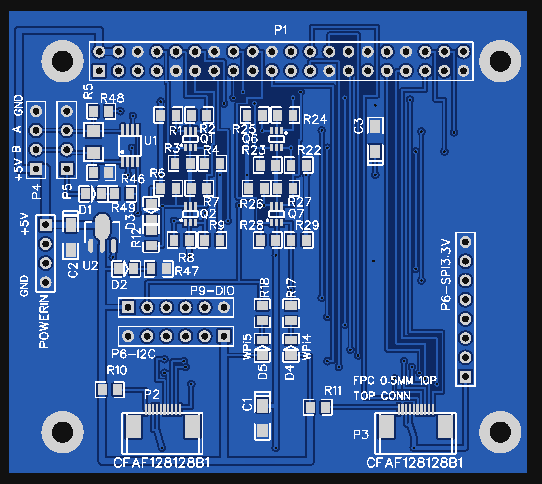 P1
R5
R48
GND
A
B
+5V
P4
P5
U1
R1
R2
Q1
R3
R4
R25
R24
Q6
R23
R22
C3
R46
R6
R7
R26
R27
D1
R49
D3
Q2
Q7
R9
R28
R29
+5V
U2
C2
R8
D2
R47
GND
POWERIN
P9-DIO
R18
R17
P6-SPI3.3V
P6-I2C
WPI5
WPI4
D5
D4
R10
P2
C1
R11
FPC 0.5MM 10P
TOP CONN
P3
CFAF128128B1
CFAF128128B1